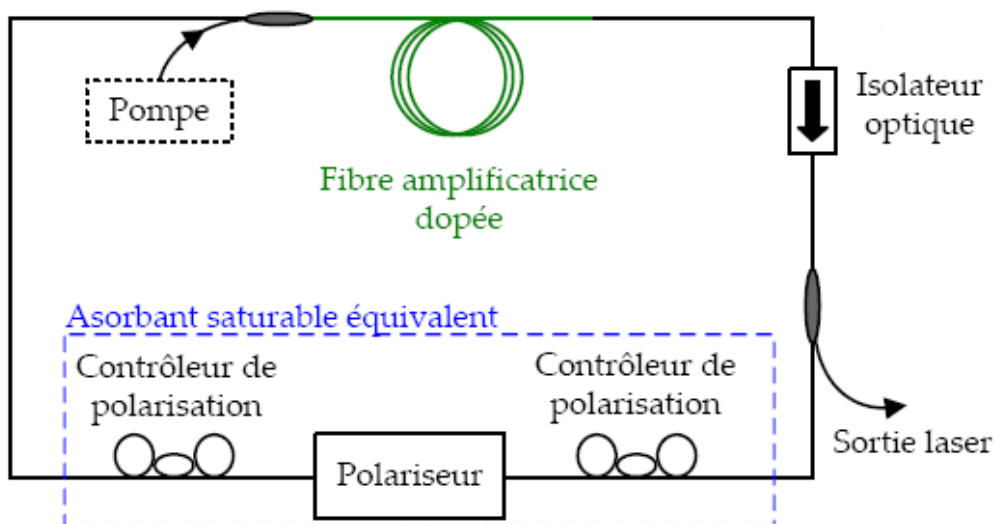 Pompe
Isolateur
optique
Fibre amplificatrice
dopée
Asorbant saturable équivalent
Contrôleur de
polarisation
Contrôleur de
polarisation
Sortie laser
Polariseur